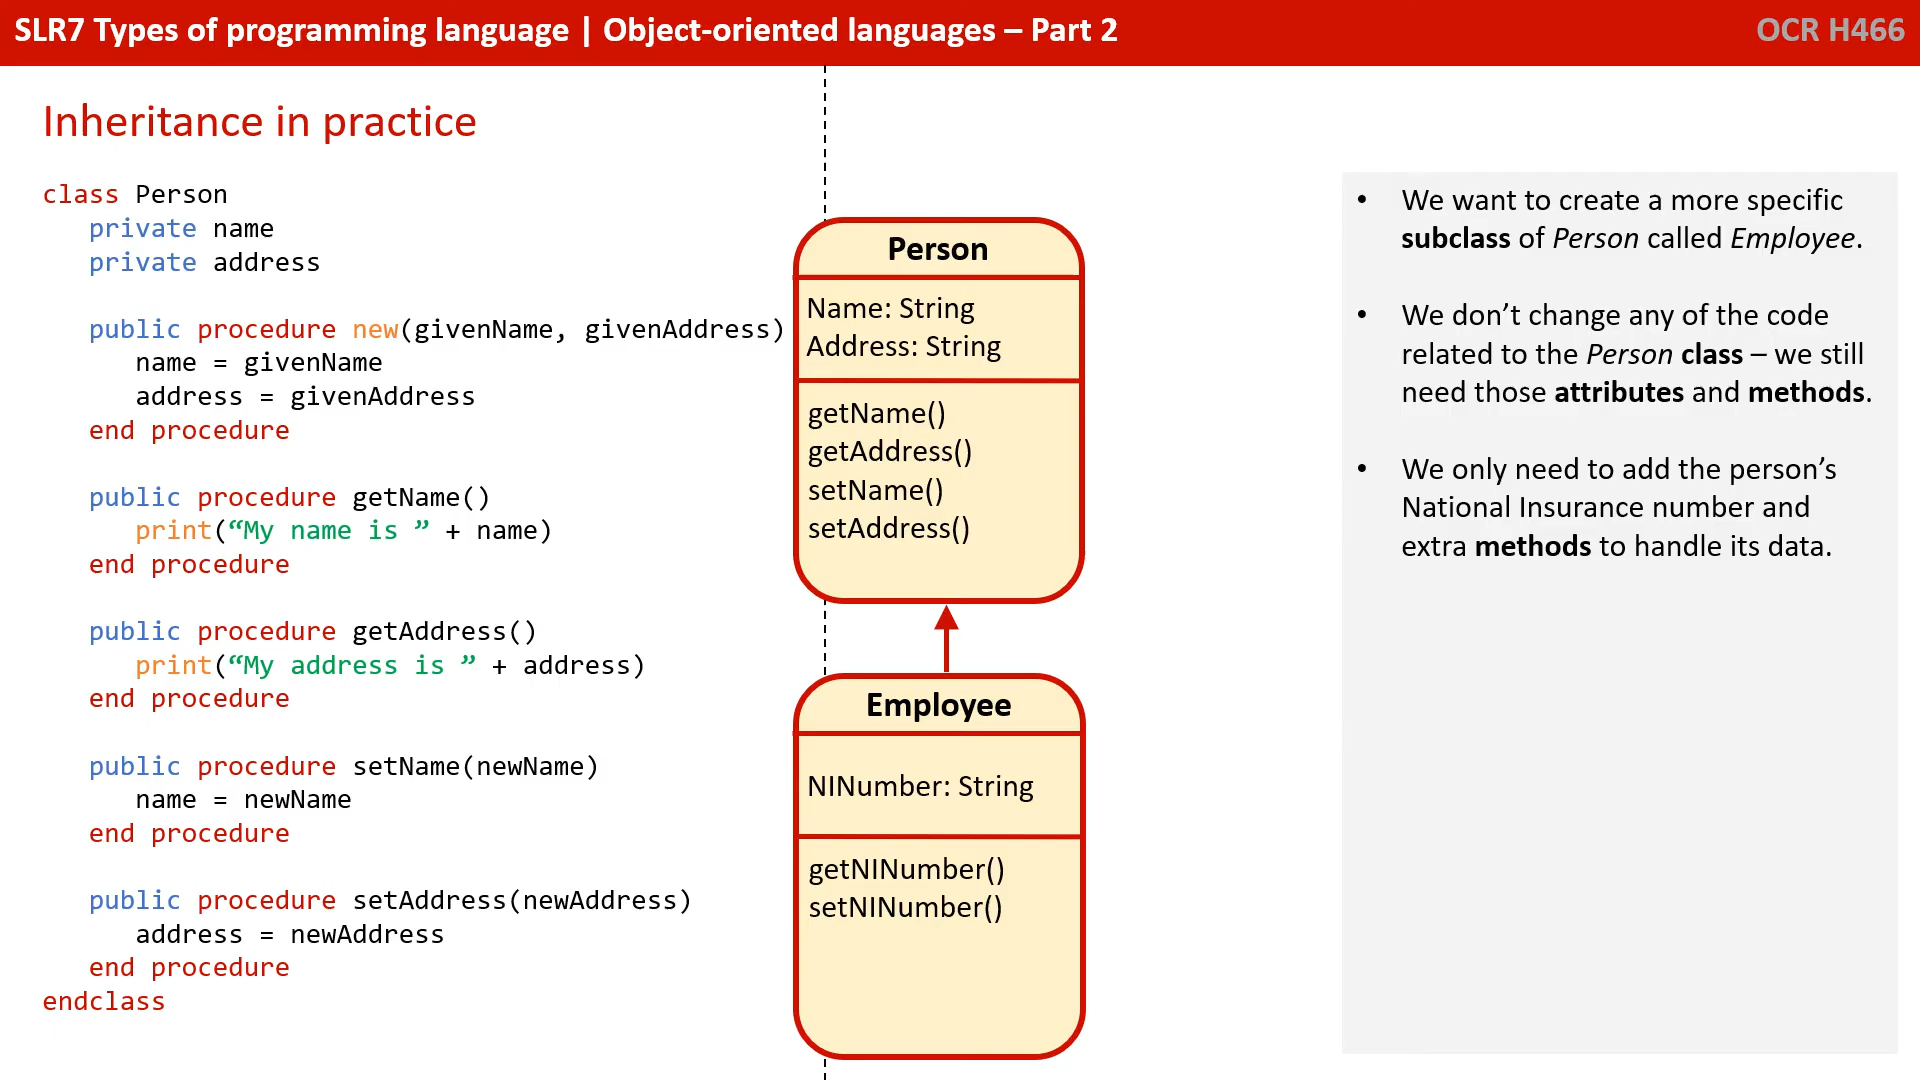 SLR7 Types of programming language | Object-oriented languages – Part 2
OCR H466
Inheritance in practice
class Person
private name
private address
public procedure new(givenName, givenAddress)
name = givenName
address = givenAddress
end procedure
public procedure getName()
print(“My name is ” + name)
end procedure
public procedure getAddress()
print(“My address is ” + address)
end procedure
public procedure setName(newName)
name = newName
end procedure
public procedure setAddress(newAddress)
address = newAddress
end procedure
endclass
Person
Name: String
Address: String
getName()
getAddress()
setName()
setAddress()
Employee
NINumber: String
getNINumber()
setNINumber()
• We want to create a more specific
subclass of Person called Employee.
• We don’t change any of the code
related to the Person class – we still
need those attributes and methods.
• We only need to add the person’s
National Insurance number and
extra methods to handle its data.